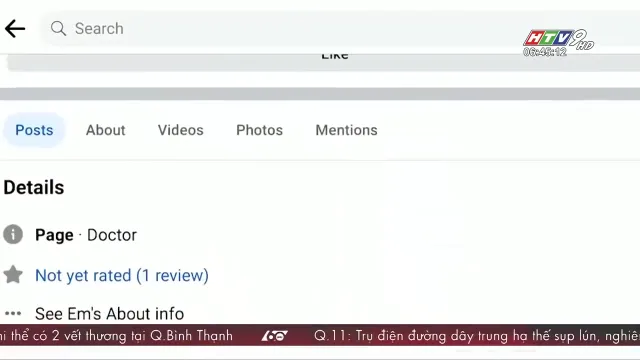 Search
HTV9 HD
06:45:12
Like
Posts About Videos Photos Mentions
Details
Page · Doctor
Not yet rated (1 review)
See Em's About info
thể có 2 vết thương tại Q.Bình Thạnh 60 Q.11: Trụ điện đường dây trung hạ thế sụp lún,